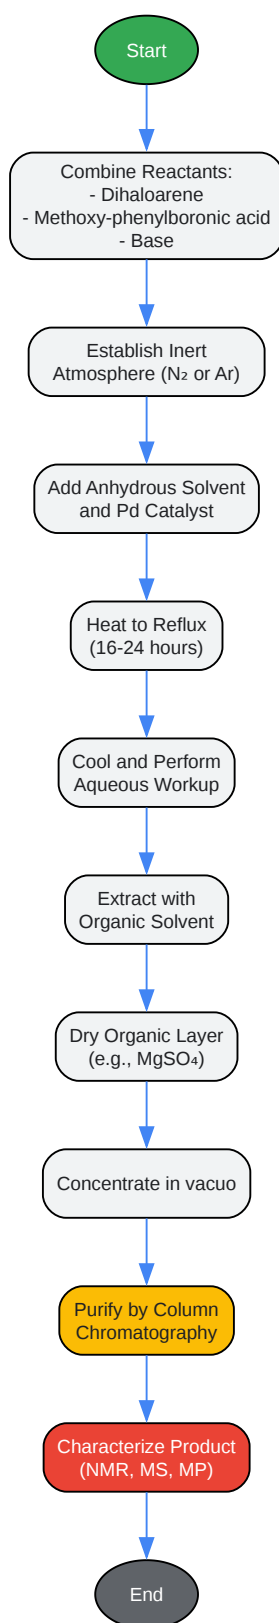 Start
Combine Reactants:
- Dihaloarene
- Methoxy-phenylboronic acid
- Base
Establish Inert
Atmosphere (N₂ or Ar)
Add Anhydrous Solvent
and Pd Catalyst
Heat to Reflux
(16-24 hours)
Cool and Perform
Aqueous Workup
Extract with
Organic Solvent
Dry Organic Layer
(e.g., MgSO₄)
Concentrate in vacuo
Purify by Column
Chromatography
Characterize Product
(NMR, MS, MP)
End